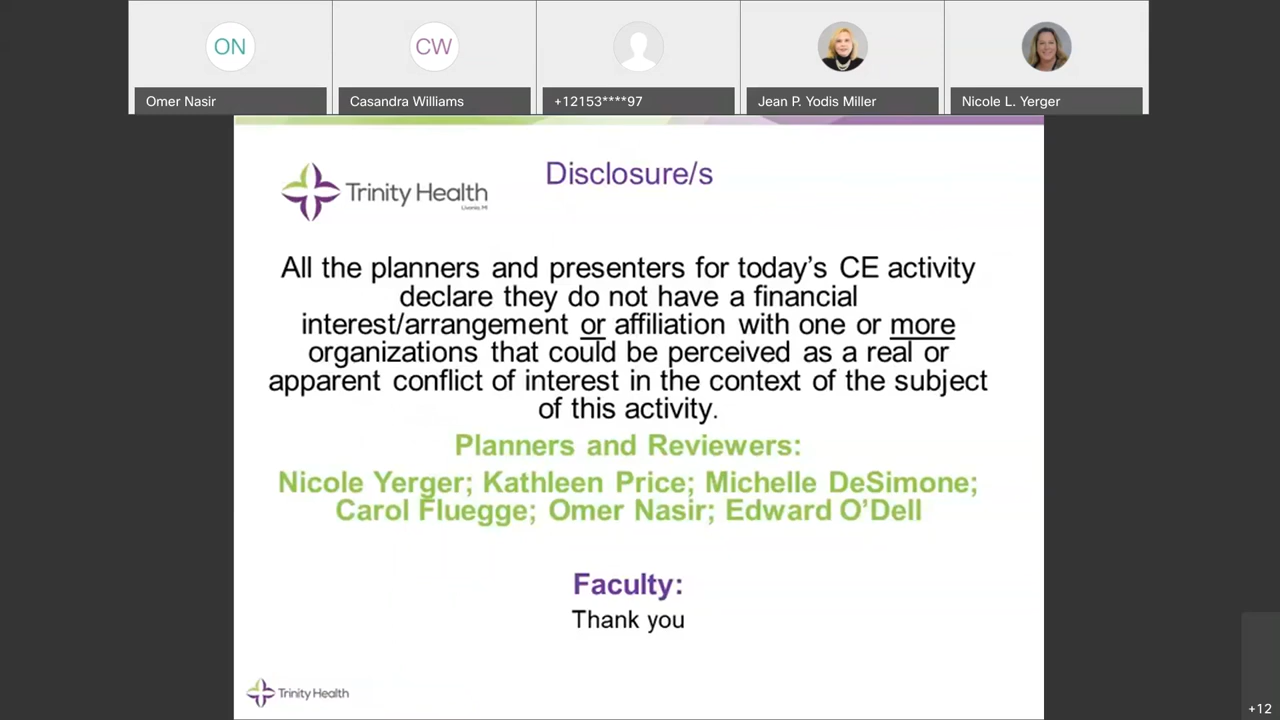 ON
CW
Omer Nasir
Casandra Williams
+12153****97
Jean P. Yodis Miller
Nicole L. Yerger
Disclosure/s
Trinity Health
Livonia, MI
All the planners and presenters for today's CE activity
declare they do not have a financial
interest/arrangement or affiliation with one or more
organizations that could be perceived as a real or
apparent conflict of interest in the context of the subject
of this activity.
Planners and Reviewers:
Nicole Yerger; Kathleen Price; Michelle DeSimone;
Carol Fluegge; Omer Nasir; Edward O'Dell
Faculty:
Thank you
Trinity Health
+12